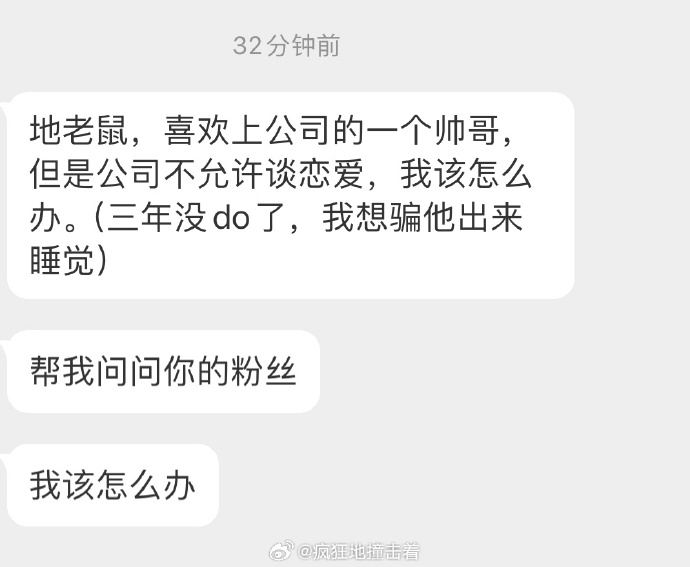 32分钟前
地老鼠，喜欢上公司的一个帅哥，
但是公司不允许谈恋爱，我该怎么
办。（三年没do了，我想骗他出来
睡觉）
帮我问问你的粉丝
我该怎么办
@疯狂地撞击着